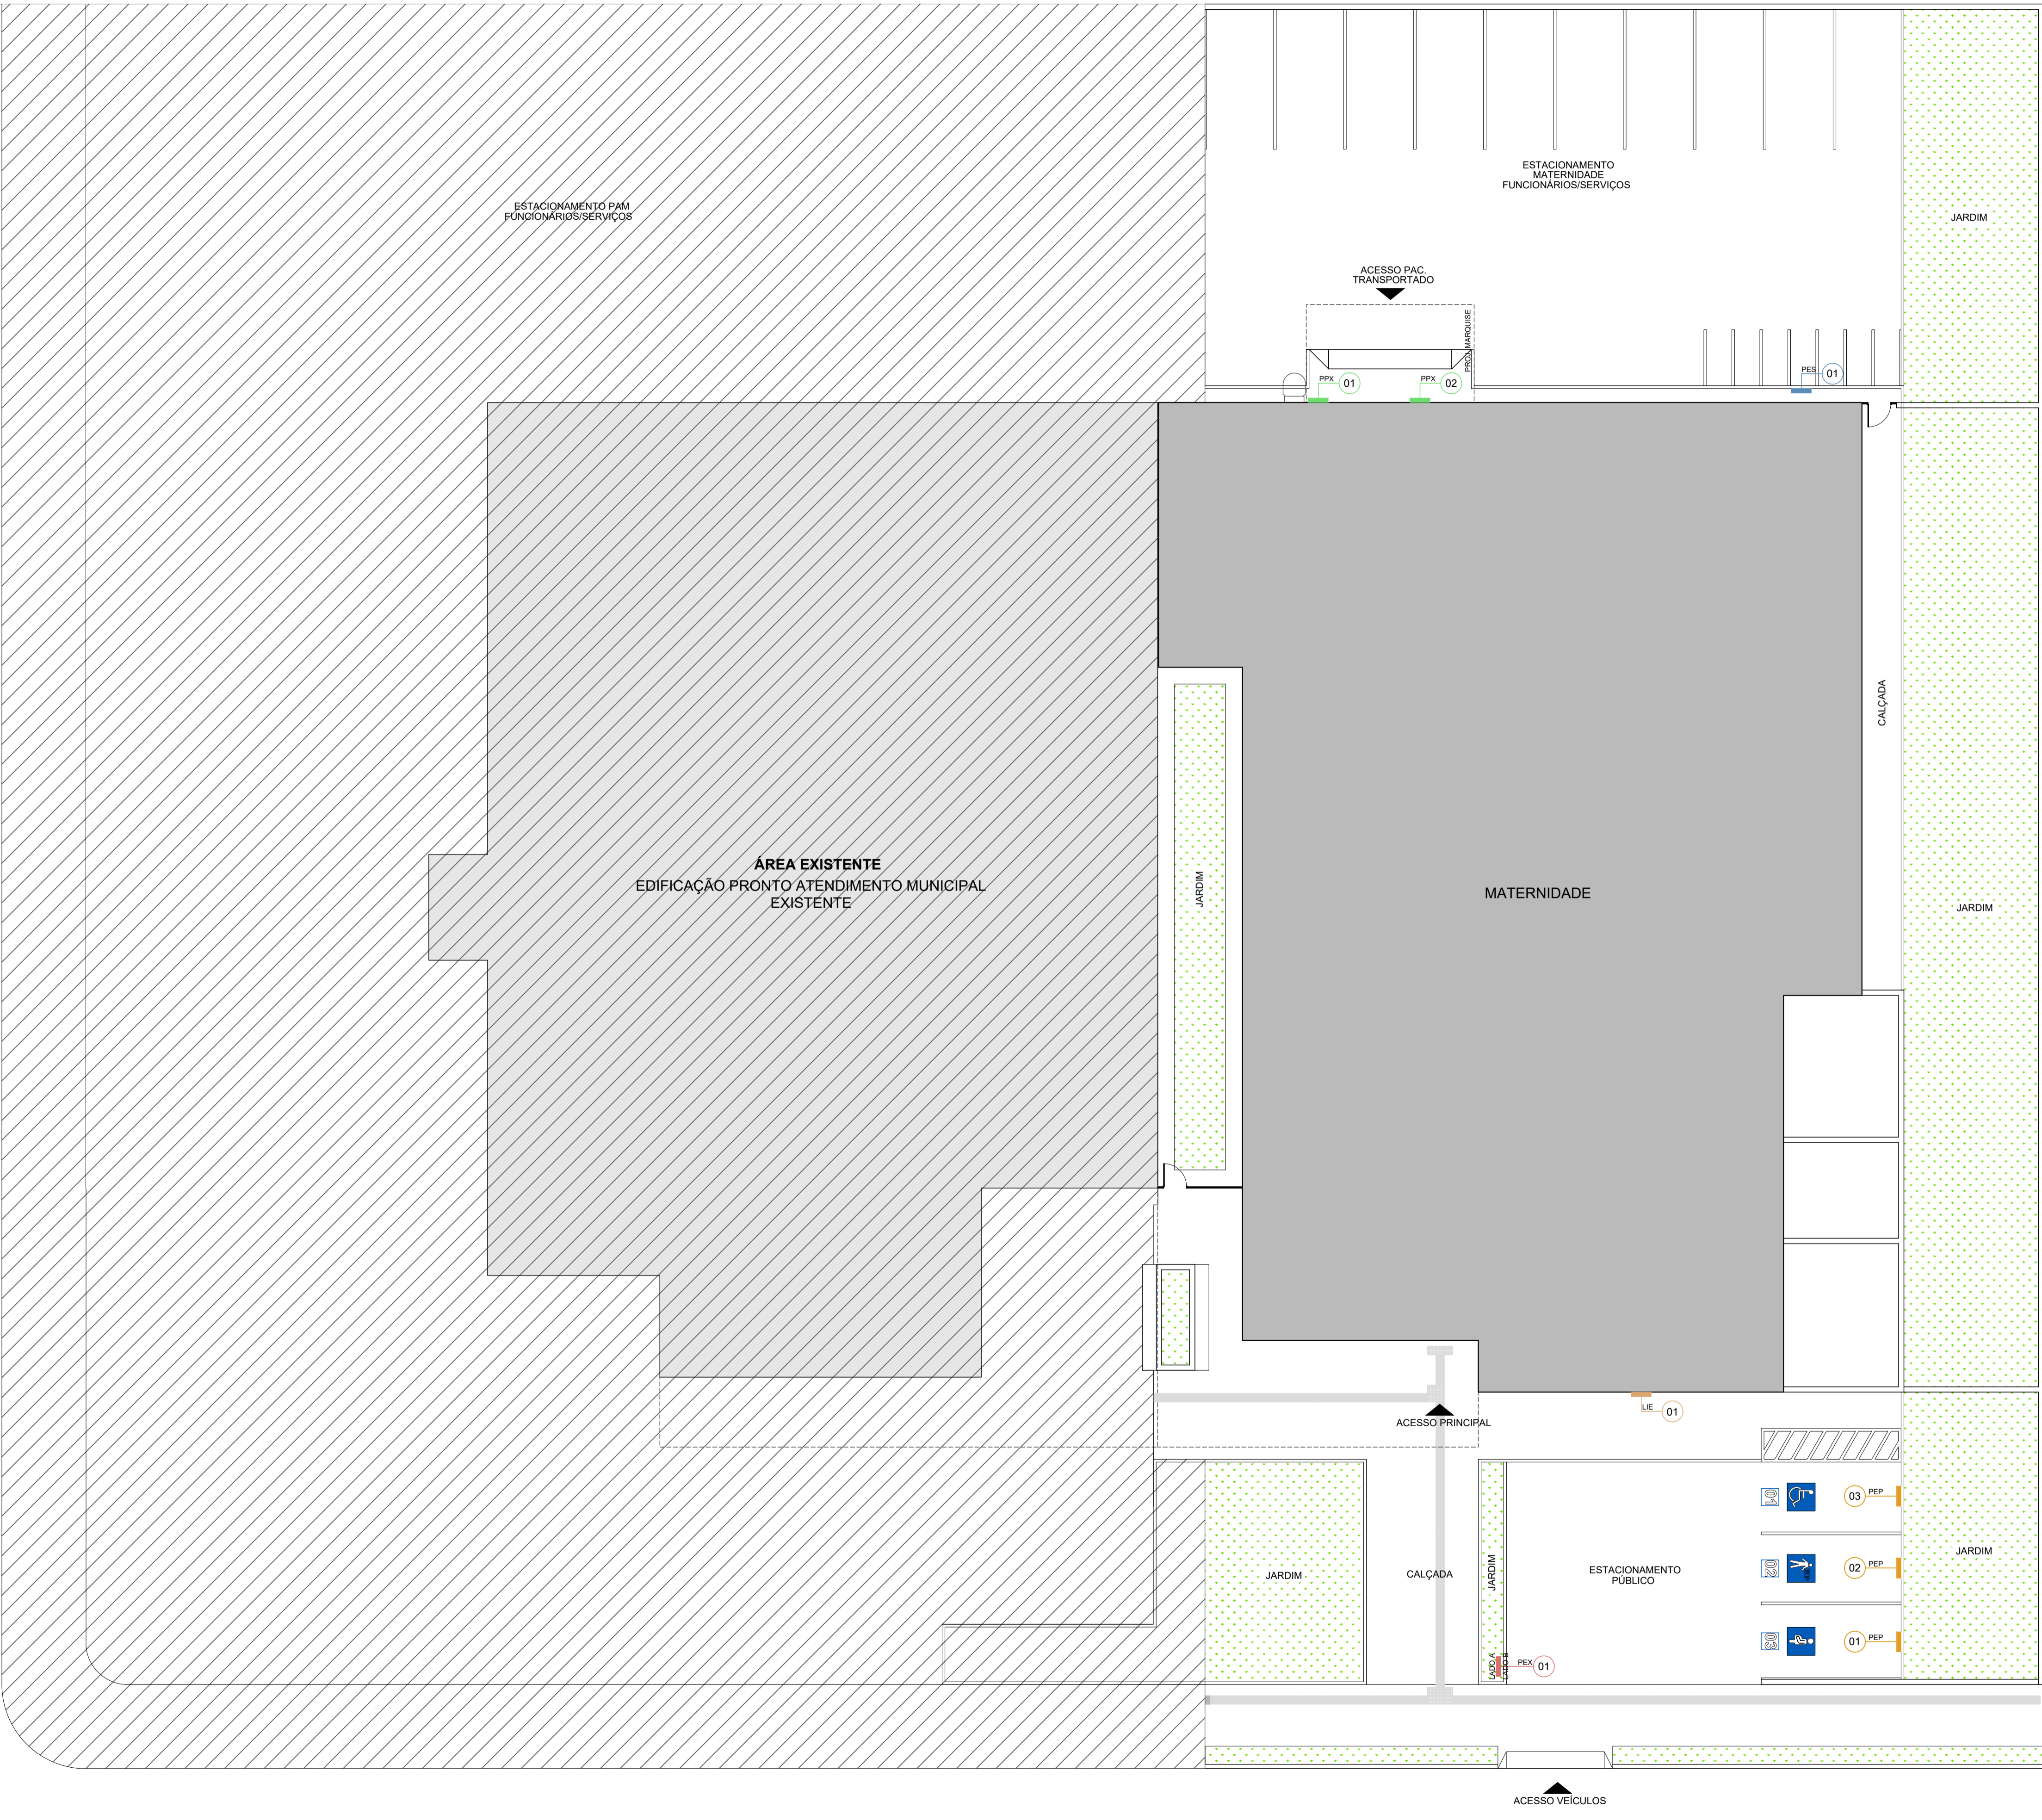 ESTACIONAMENTO
MATERNIDADE
FUNCIONÁRIOS/SERVIÇOS
ESTACIONAMENTO PAM
FUNCIONÁRIOS/SERVIÇOS
JARDIM
ACESSO PAC.
TRANSPORTADO
PROJ. MARQUISE
PPX 01
PPX 02
PES 01
CALÇADA
ÁREA EXISTENTE
EDIFICAÇÃO PRONTO ATENDIMENTO MUNICIPAL
EXISTENTE
JARDIM
MATERNIDADE
JARDIM
LIE 01
ACESSO PRINCIPAL
01
03 PEP
02
02 PEP
03
01 PEP
JARDIM
CALÇADA
JARDIM
ESTACIONAMENTO
PÚBLICO
JARDIM
LADO A
LADO B
PEX 01
ACESSO VEÍCULOS